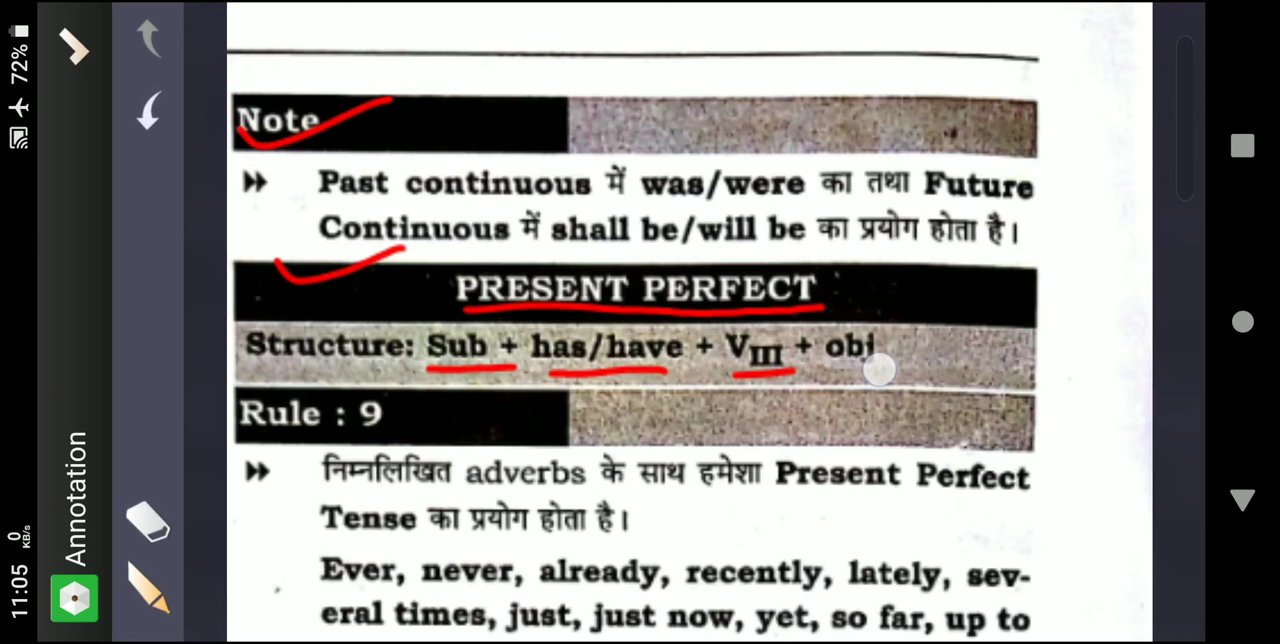 Note
Past continuous में was/were का तथा Future
Continuous में shall be/will be का प्रयोग होता है।
PRESENT PERFECT
Structure: Sub + has/have + VIII + obj
Rule : 9
निम्नलिखित adverbs के साथ हमेशा Present Perfect
Tense का प्रयोग होता है।
Ever, never, already, recently, lately, sev-
eral times, just, just now, yet, so far, up to
11:05 0 KB/s
72%
Annotation